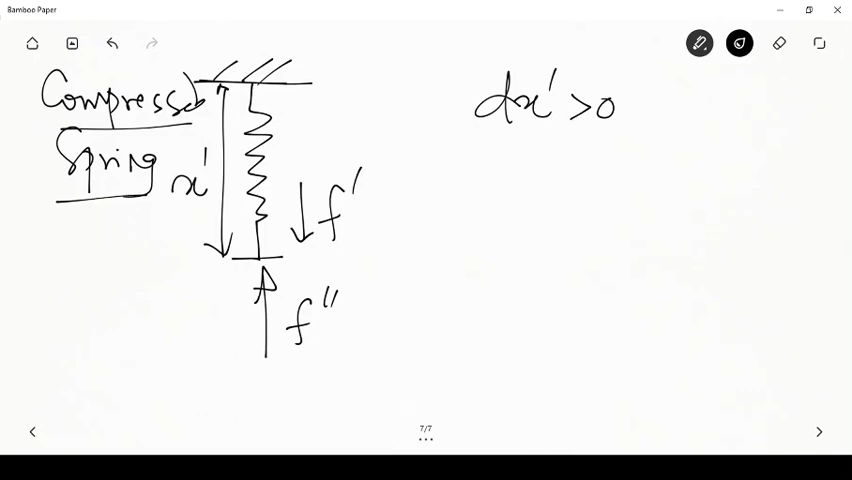 Bamboo Paper
Compressed
Spring
x'
f'
f''
dx' >0
7/7